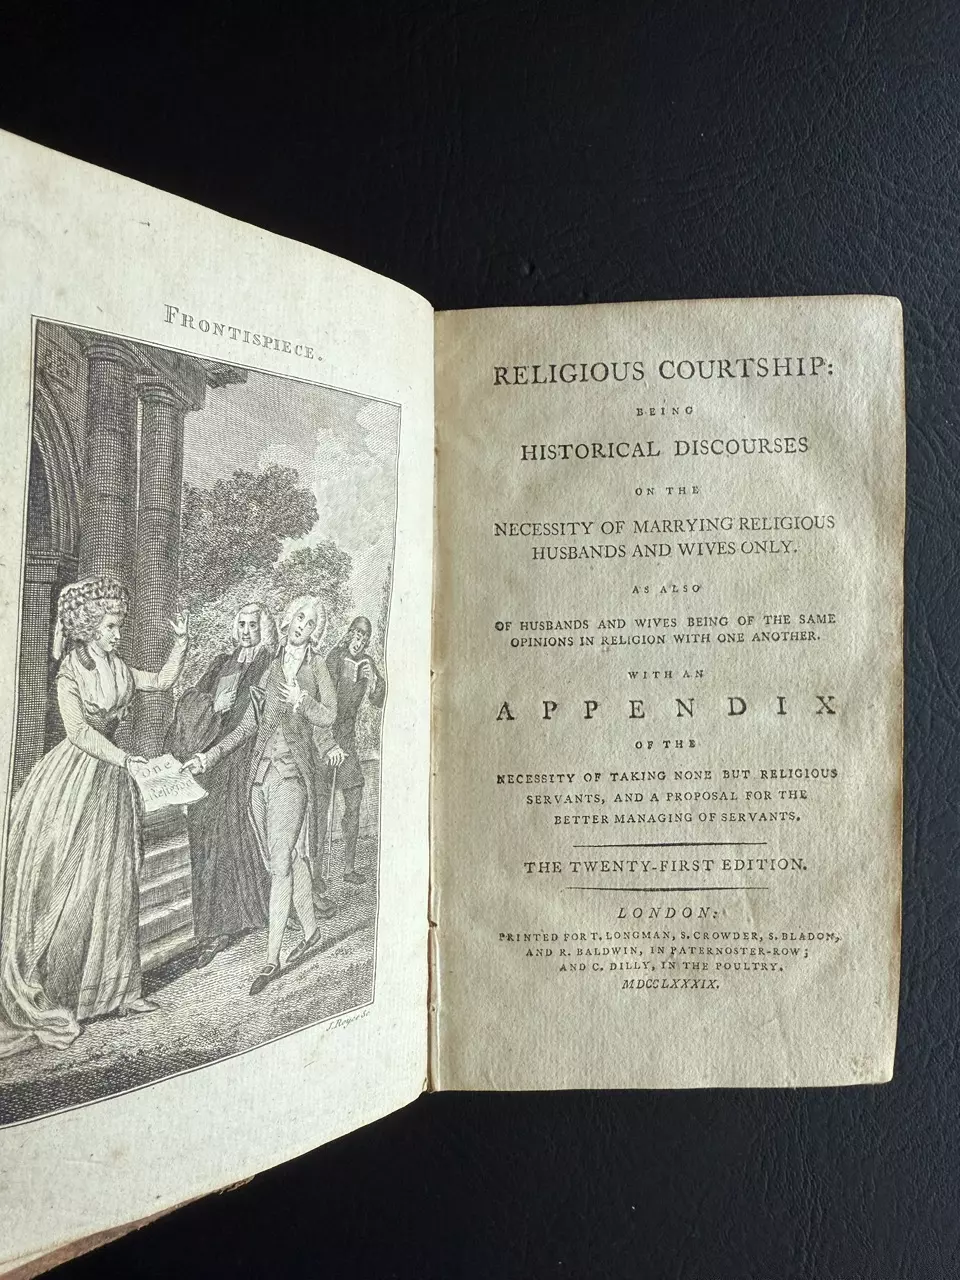 FRONTISPIECE.
One
Religion
J. Royer Sc.
RELIGIOUS COURTSHIP:
BEING
HISTORICAL DISCOURSES
ON THE
NECESSITY OF MARRYING RELIGIOUS
HUSBANDS AND WIVES ONLY.
AS ALSO
OF HUSBANDS AND WIVES BEING OF THE SAME
OPINIONS IN RELIGION WITH ONE ANOTHER.
WITH AN
APPENDIX
OF THE
NECESSITY OF TAKING NONE BUT RELIGIOUS
SERVANTS, AND A PROPOSAL FOR THE
BETTER MANAGING OF SERVANTS.
THE TWENTY-FIRST EDITION.
LONDON:
PRINTED FOR T. LONGMAN, S. CROWDER, S. BLADON,
AND R. BALDWIN, IN PATERNOSTER-ROW;
AND C. DILLY, IN THE POULTRY.
MDCCLXXXIX.